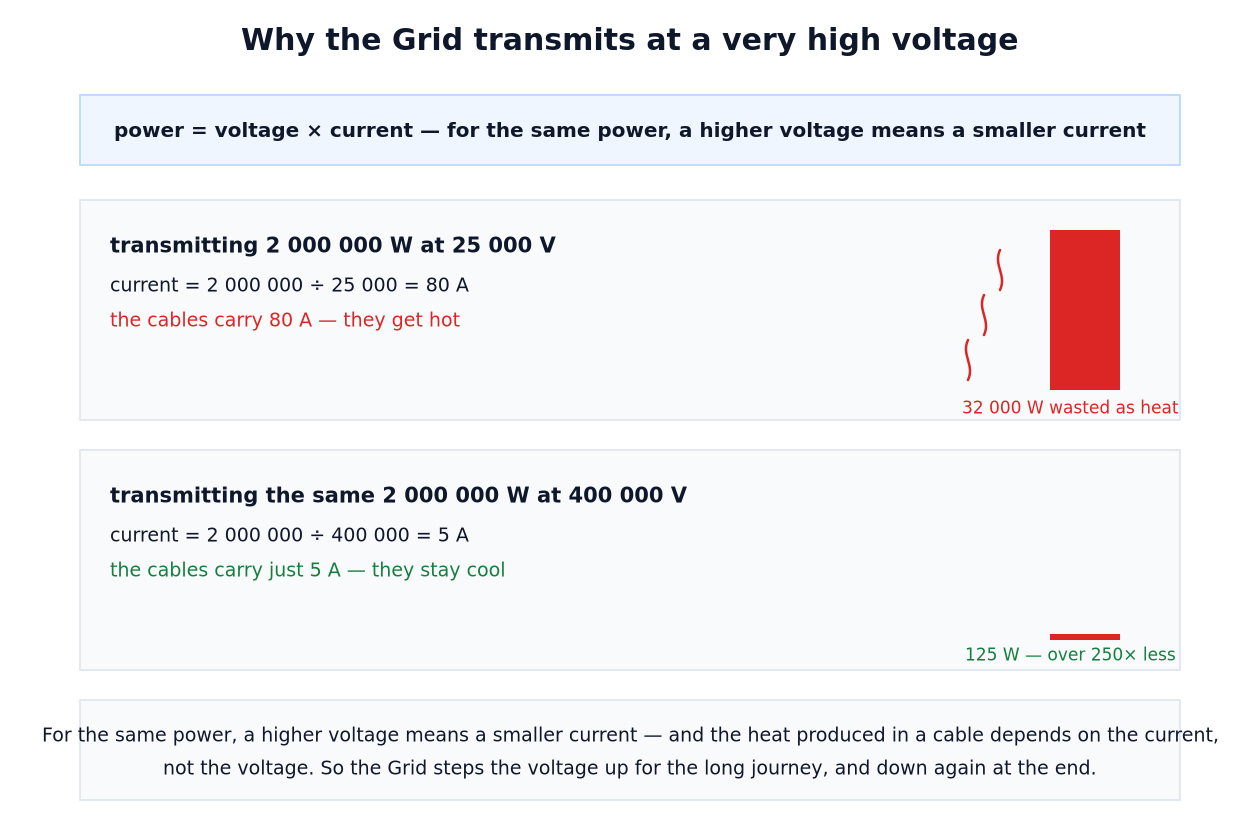 Why the Grid transmits at a very high voltage
power = voltage × current — for the same power, a higher voltage means a smaller current
transmitting 2 000 000 W at 25 000 V
current = 2 000 000 ÷ 25 000 = 80 A
the cables carry 80 A — they get hot
32 000 W wasted as heat
transmitting the same 2 000 000 W at 400 000 V
current = 2 000 000 ÷ 400 000 = 5 A
the cables carry just 5 A — they stay cool
125 W — over 250× less
For the same power, a higher voltage means a smaller current — and the heat produced in a cable depends on the current,
not the voltage. So the Grid steps the voltage up for the long journey, and down again at the end.